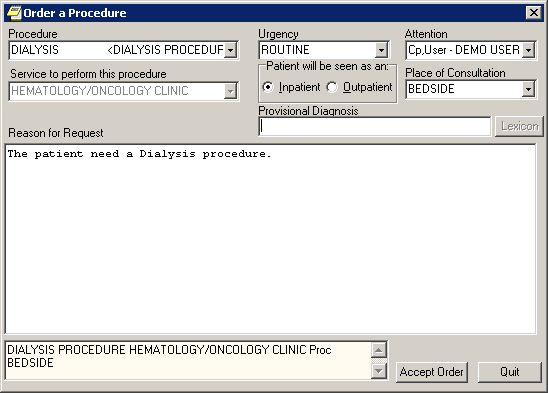 Order a Procedure
Procedure
Urgency
Attention
DIALYSIS <DIALYSIS PROCEDUF
ROUTINE
Cp,User - DEMO USER
Service to perform this procedure
Patient will be seen as an:
Place of Consultation
HEMATOLOGY/ONCOLOGY CLINIC
Inpatient
Outpatient
BEDSIDE
Provisional Diagnosis
Lexicon
Reason for Request
The patient need a Dialysis procedure.
DIALYSIS PROCEDURE HEMATOLOGY/ONCOLOGY CLINIC Proc
BEDSIDE
Accept Order
Quit